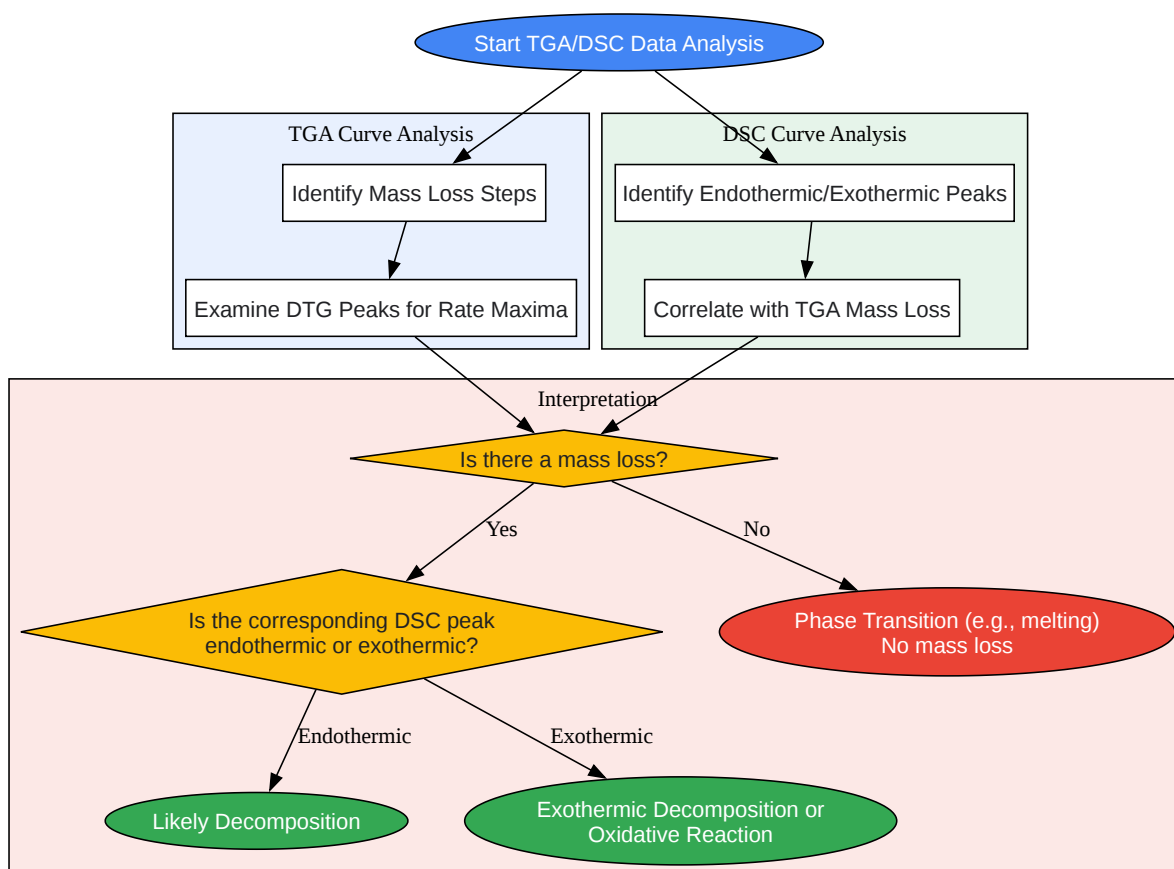 Start TGA/DSC Data Analysis
TGA Curve Analysis
DSC Curve Analysis
Identify Mass Loss Steps
Identify Endothermic/Exothermic Peaks
Examine DTG Peaks for Rate Maxima
Correlate with TGA Mass Loss
Interpretation
Is there a mass loss?
Yes
No
Is the corresponding DSC peak
endothermic or exothermic?
Phase Transition (e.g., melting)
No mass loss
Endothermic
Exothermic
Likely Decomposition
Exothermic Decomposition or
Oxidative Reaction